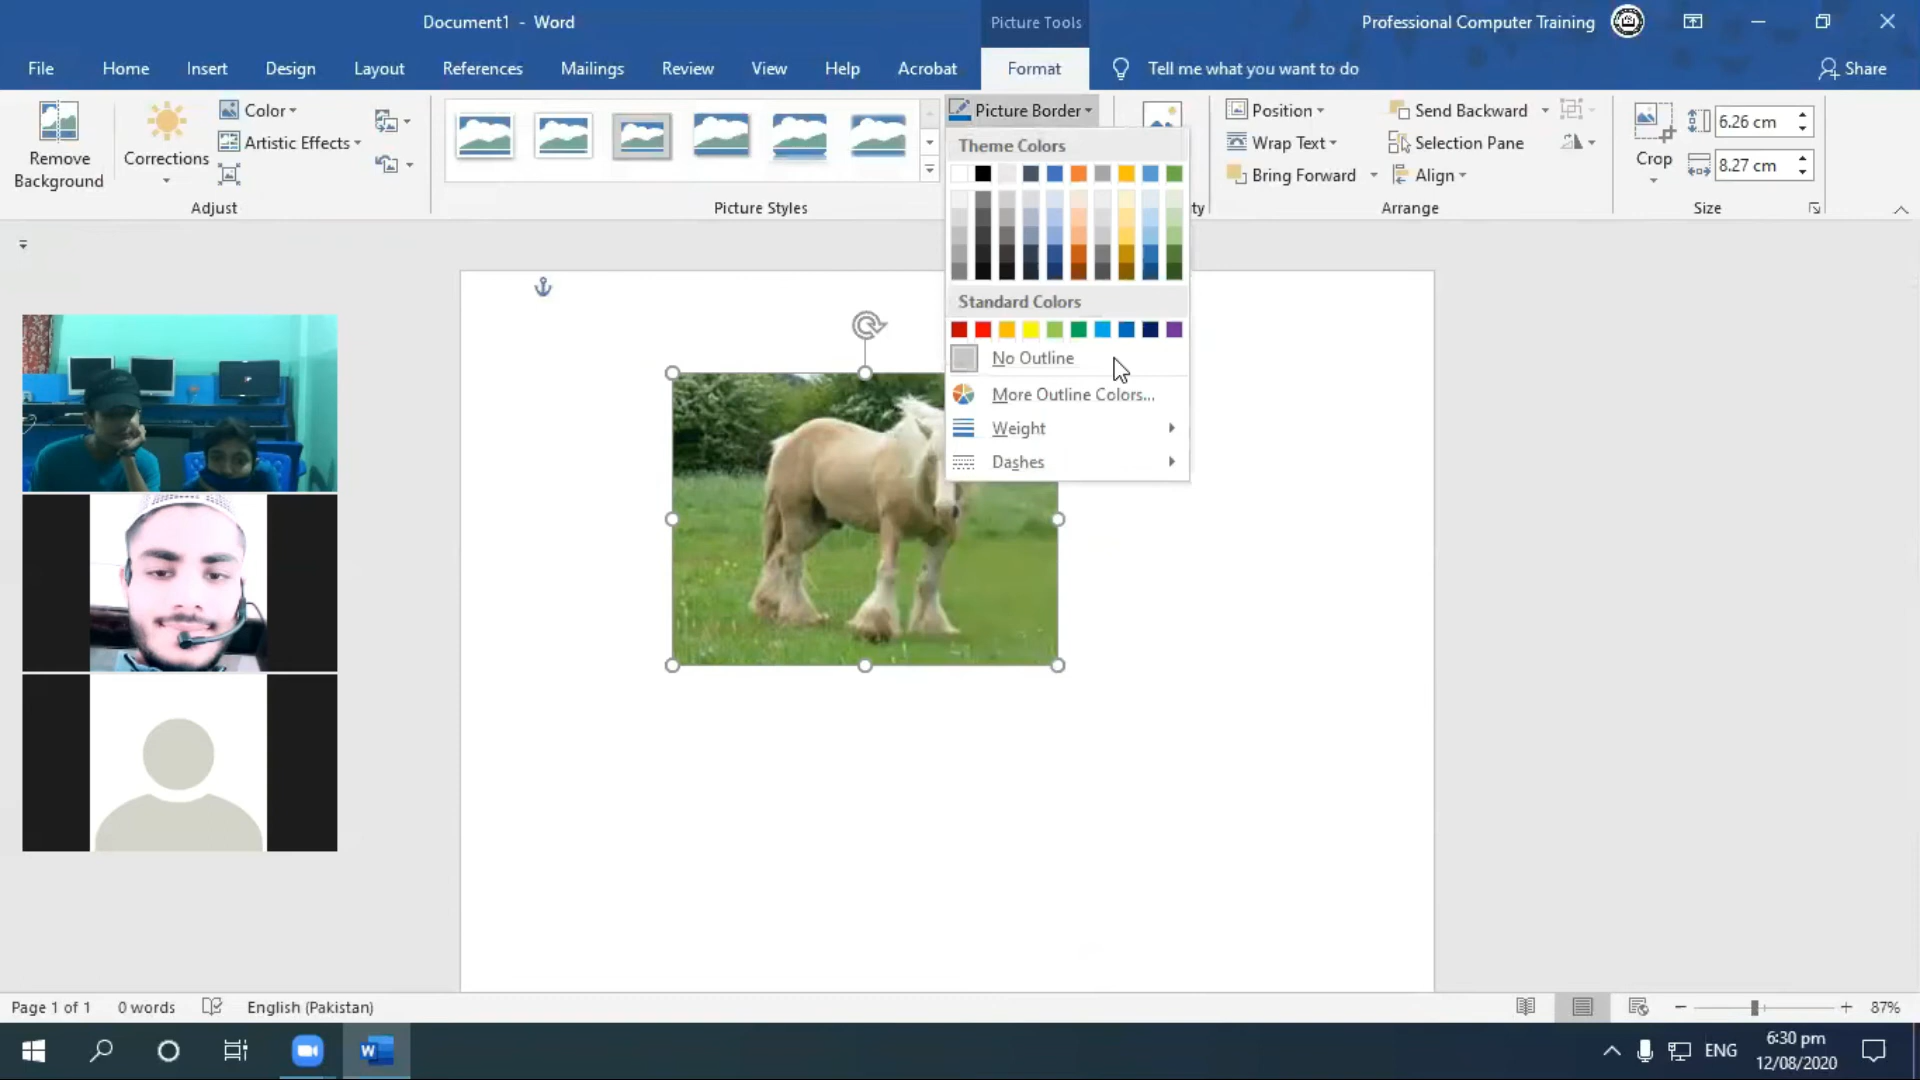 Document1 - Word
Picture Tools
Professional Computer Training
File Home Insert Design Layout References Mailings Review View Help Acrobat Format Tell me what you want to do Share
Remove Background
Corrections
Color
Artistic Effects
Adjust
Picture Styles
Picture Border
Theme Colors
Standard Colors
No Outline
More Outline Colors...
Weight
Dashes
ty
Position
Wrap Text
Bring Forward
Send Backward
Selection Pane
Align
Arrange
Crop
6.26 cm
8.27 cm
Size
Page 1 of 1 0 words English (Pakistan) 87%
W ENG
6:30 pm
12/08/2020